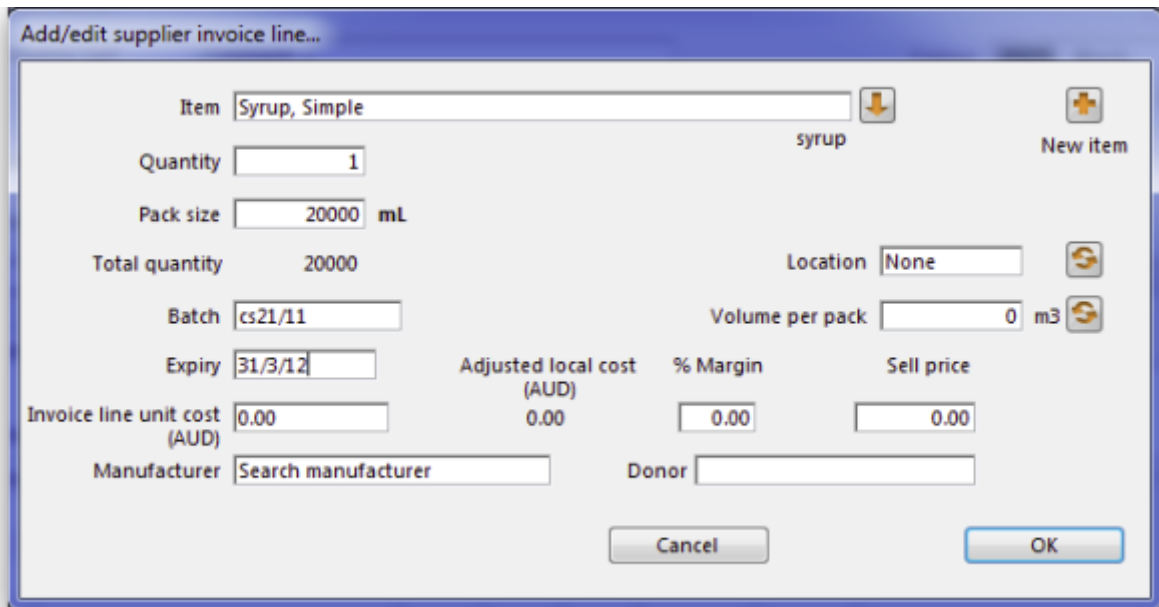 Add/edit supplier invoice line...
Item Syrup, Simple
syrup
New item
Quantity 1
Pack size 20000 mL
Total quantity 20000
Location None
Batch cs21/11
Volume per pack 0 m3
Expiry 31/3/12
Adjusted local cost (AUD)
% Margin
Sell price
Invoice line unit cost (AUD) 0.00
0.00
0.00
0.00
Manufacturer Search manufacturer
Donor
Cancel
OK